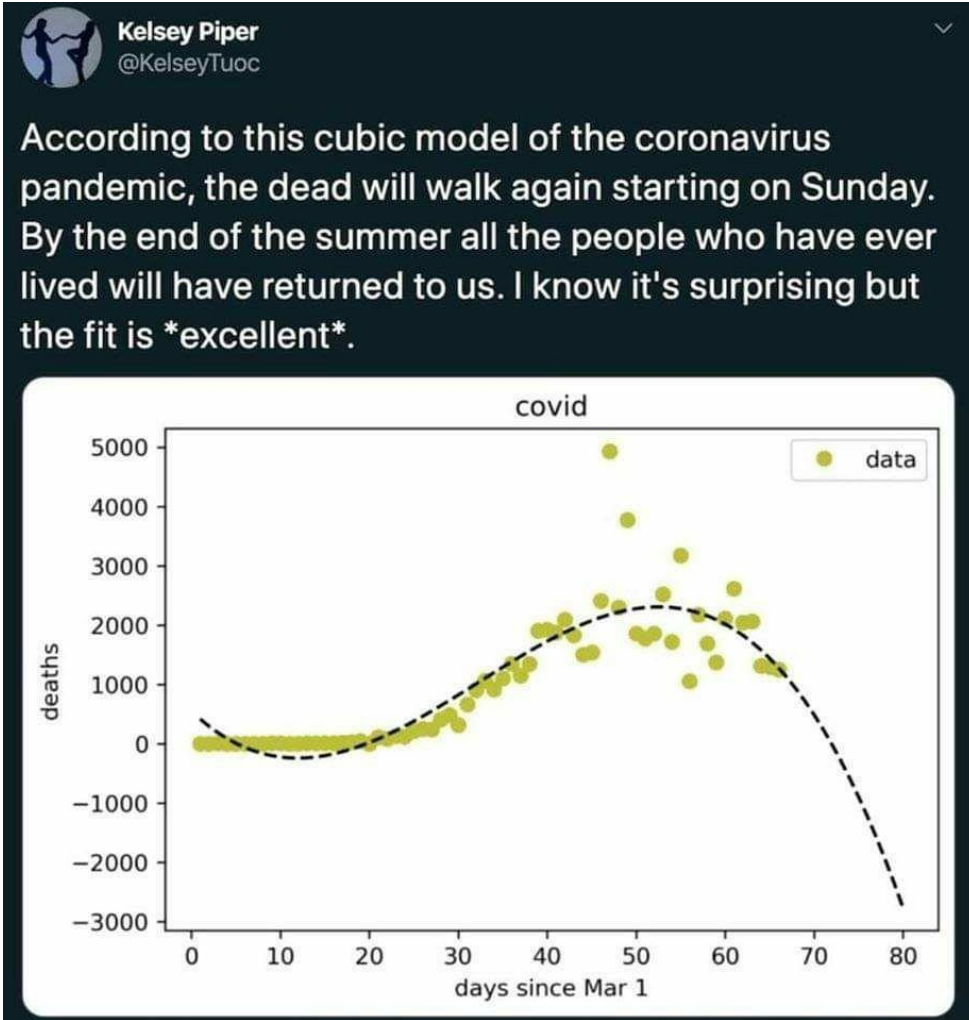 Kelsey Piper
@KelseyTuoc
According to this cubic model of the coronavirus
pandemic, the dead will walk again starting on Sunday.
By the end of the summer all the people who have ever
lived will have returned to us. I know it's surprising but
the fit is *excellent*.
covid
data
5000
4000
3000
2000
1000
0
−1000
−2000
−3000
deaths
0 10 20 30 40 50 60 70 80
days since Mar 1